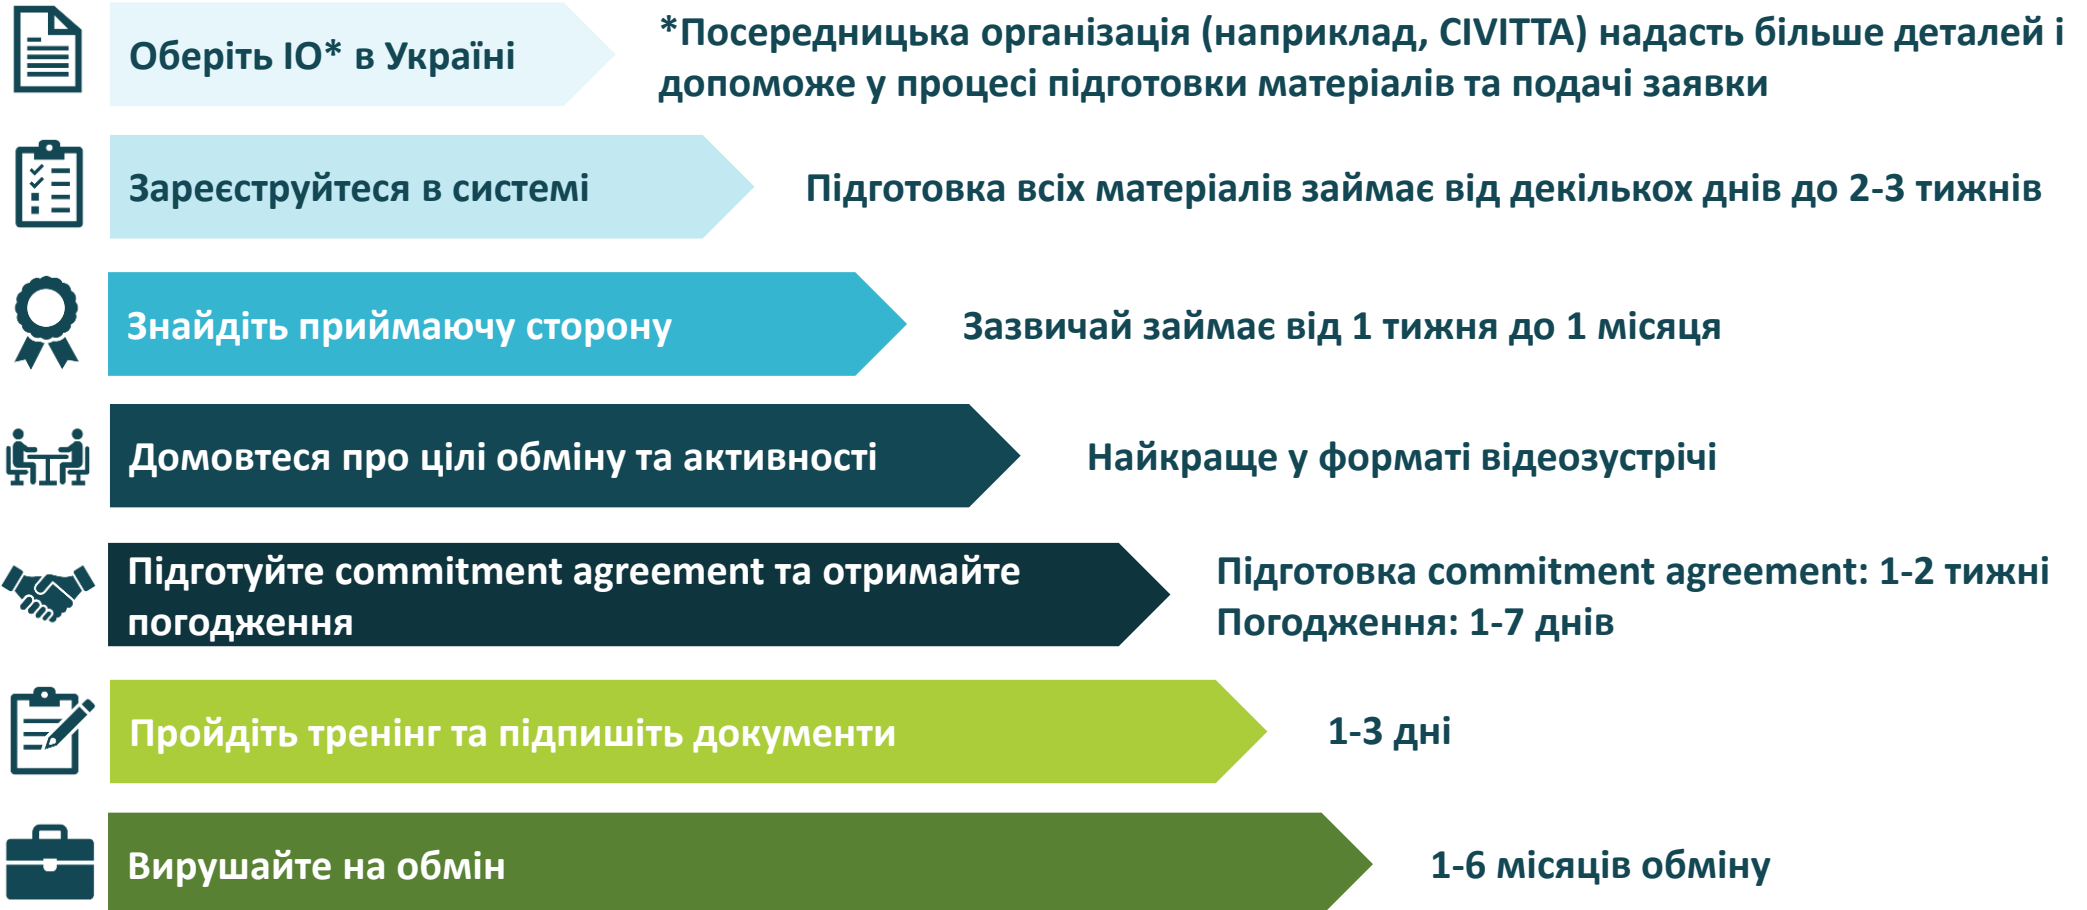 Оберіть ІО* в Україні
*Посередницька організація (наприклад, CIVITTA) надасть більше деталей і
допоможе у процесі підготовки матеріалів та подачі заявки
Зареєструйтеся в системі
Підготовка всіх матеріалів займає від декількох днів до 2-3 тижнів
Знайдіть приймаючу сторону
Зазвичай займає від 1 тижня до 1 місяця
Домовтеся про цілі обміну та активності
Найкраще у форматі відеозустрічі
Підготуйте commitment agreement та отримайте
погодження
Підготовка commitment agreement: 1-2 тижні
Погодження: 1-7 днів
Пройдіть тренінг та підпишіть документи
1-3 дні
Вирушайте на обмін
1-6 місяців обміну